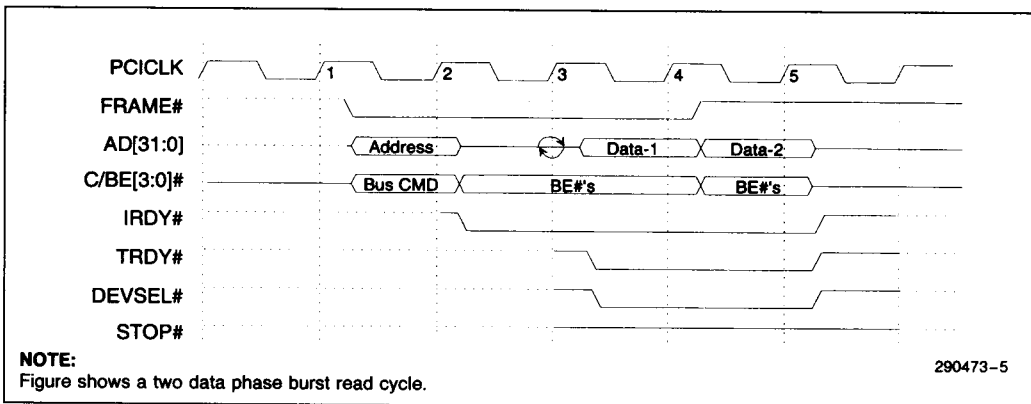 PCICLK 1 2 3 4 5
FRAME#
AD[31:0] Address Data-1 Data-2
C/BE[3:0]# Bus CMD BE#'s BE#'s
IRDY#
TRDY#
DEVSEL#
STOP#
NOTE:
290473-5
Figure shows a two data phase burst read cycle.